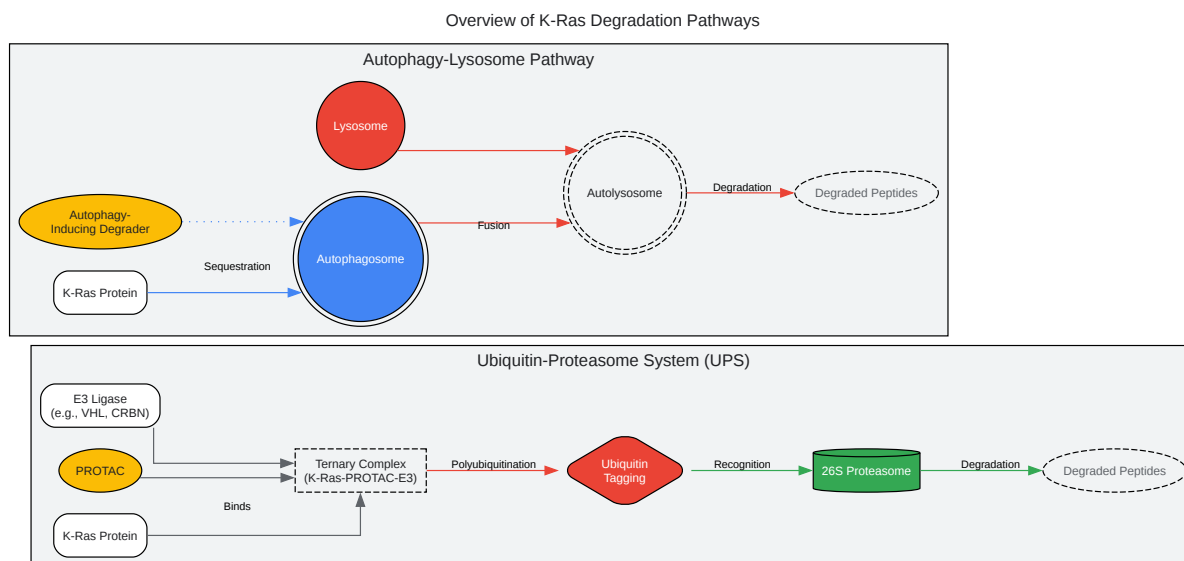 Overview of K-Ras Degradation Pathways
Autophagy-Lysosome Pathway
Lysosome
Autophagy-
Inducing Degrader
Sequestration
K-Ras Protein
Autophagosome
Fusion
Autolysosome
Degradation
Degraded Peptides
Ubiquitin-Proteasome System (UPS)
E3 Ligase
(e.g., VHL, CRBN)
PROTAC
Binds
K-Ras Protein
Ternary Complex
(K-Ras-PROTAC-E3)
Polyubiquitination
Ubiquitin
Tagging
Recognition
26S Proteasome
Degradation
Degraded Peptides